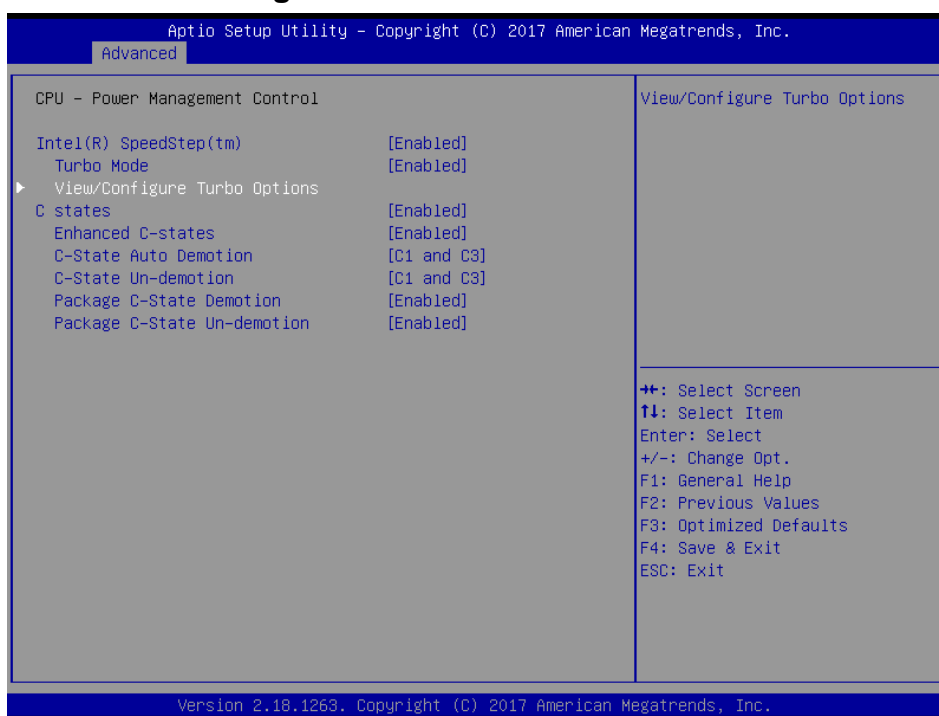 Aptio Setup Utility – Copyright (C) 2017 American Megatrends, Inc.
Advanced
CPU – Power Management Control
Intel(R) SpeedStep(tm) [Enabled]
Turbo Mode [Enabled]
View/Configure Turbo Options
C states [Enabled]
Enhanced C-states [Enabled]
C-State Auto Demotion [C1 and C3]
C-State Un-demotion [C1 and C3]
Package C-State Demotion [Enabled]
Package C-State Un-demotion [Enabled]
View/Configure Turbo Options
→←: Select Screen
↑↓: Select Item
Enter: Select
+/-: Change Opt.
F1: General Help
F2: Previous Values
F3: Optimized Defaults
F4: Save & Exit
ESC: Exit
Version 2.18.1263. Copyright (C) 2017 American Megatrends, Inc.